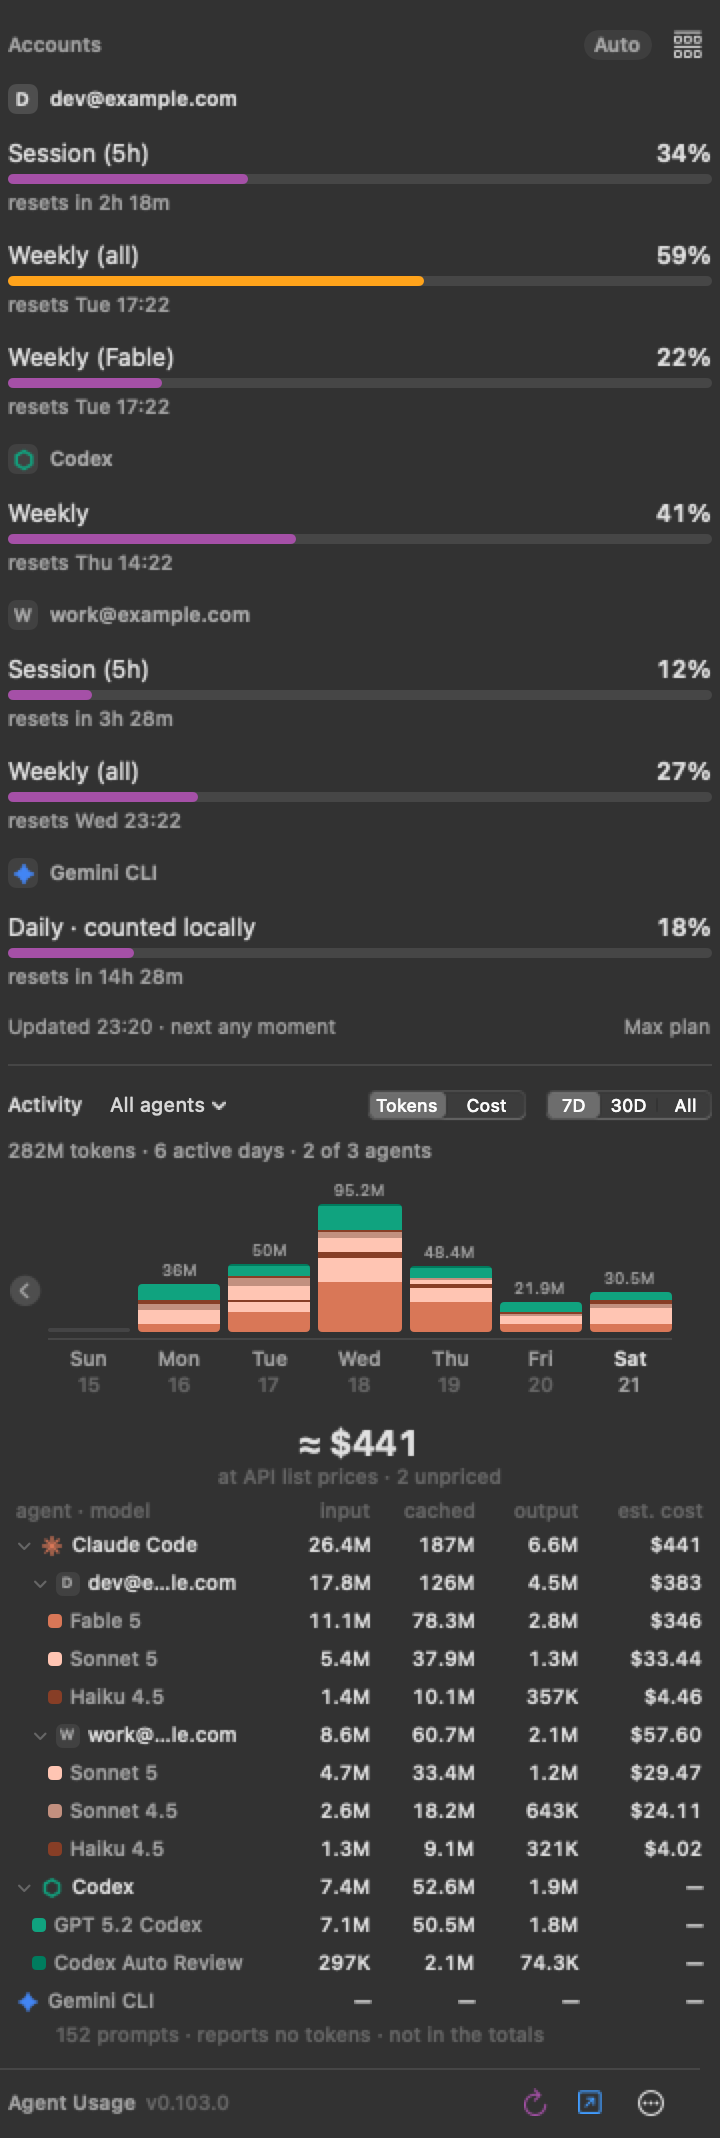 Accounts Auto
D dev@example.com
Session (5h) 34%
resets in 2h 18m
Weekly (all) 59%
resets Tue 17:22
Weekly (Fable) 22%
resets Tue 17:22
Codex
Weekly 41%
resets Thu 14:22
W work@example.com
Session (5h) 12%
resets in 3h 28m
Weekly (all) 27%
resets Wed 23:22
Gemini CLI
Daily · counted locally 18%
resets in 14h 28m
Updated 23:20 · next any moment Max plan
Activity All agents Tokens Cost 7D 30D All
282M tokens · 6 active days · 2 of 3 agents
36M 50M 95.2M 48.4M 21.9M 30.5M
Sun Mon Tue Wed Thu Fri Sat
15 16 17 18 19 20 21
≈ $441
at API list prices · 2 unpriced
agent · model input cached output est. cost
Claude Code 26.4M 187M 6.6M $441
D dev@e...le.com 17.8M 126M 4.5M $383
Fable 5 11.1M 78.3M 2.8M $346
Sonnet 5 5.4M 37.9M 1.3M $33.44
Haiku 4.5 1.4M 10.1M 357K $4.46
W work@...le.com 8.6M 60.7M 2.1M $57.60
Sonnet 5 4.7M 33.4M 1.2M $29.47
Sonnet 4.5 2.6M 18.2M 643K $24.11
Haiku 4.5 1.3M 9.1M 321K $4.02
Codex 7.4M 52.6M 1.9M —
GPT 5.2 Codex 7.1M 50.5M 1.8M —
Codex Auto Review 297K 2.1M 74.3K —
Gemini CLI — — — —
152 prompts · reports no tokens · not in the totals
Agent Usage v0.103.0